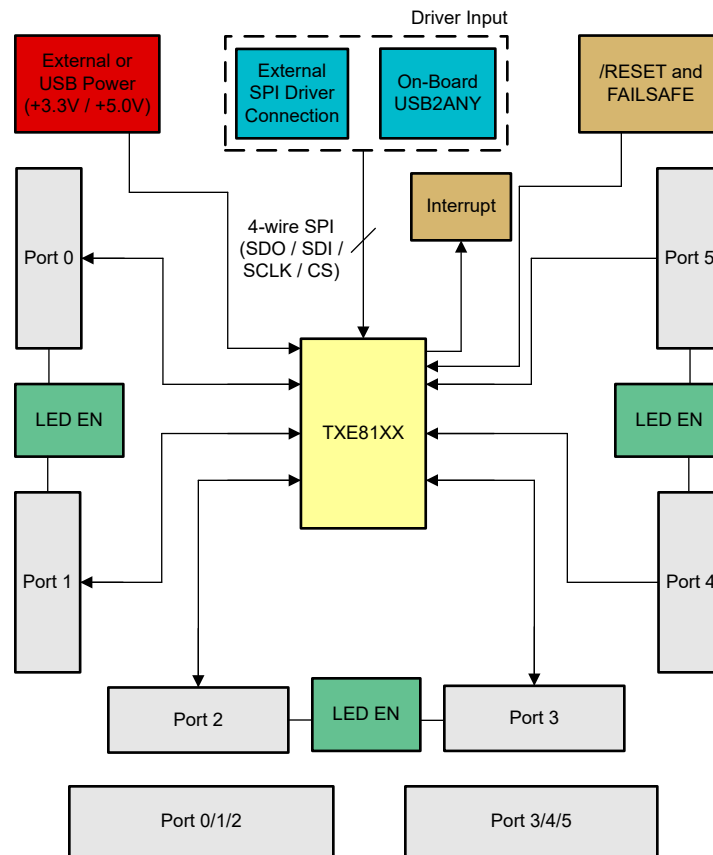 Driver Input
External or
USB Power
(+3.3V / +5.0V)
External
SPI Driver
Connection
On-Board
USB2ANY
/RESET and
FAILSAFE
4-wire SPI
(SDO / SDI /
SCLK / CS)
Interrupt
Port 0
Port 5
LED EN
TXE81XX
LED EN
Port 1
Port 4
Port 2
LED EN
Port 3
Port 0/1/2
Port 3/4/5